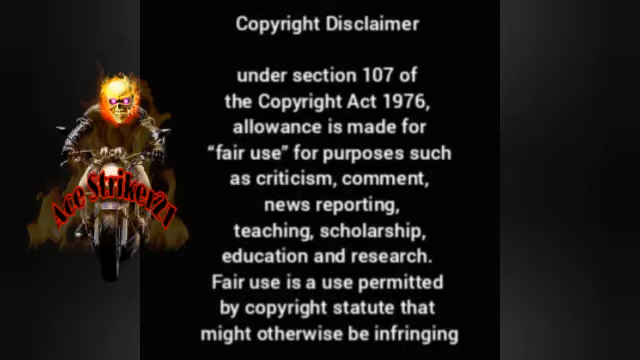 Copyright Disclaimer
under section 107 of
the Copyright Act 1976,
allowance is made for
“fair use” for purposes such
as criticism, comment,
news reporting,
teaching, scholarship,
education and research.
Fair use is a use permitted
by copyright statute that
might otherwise be infringing
Ace Striker21